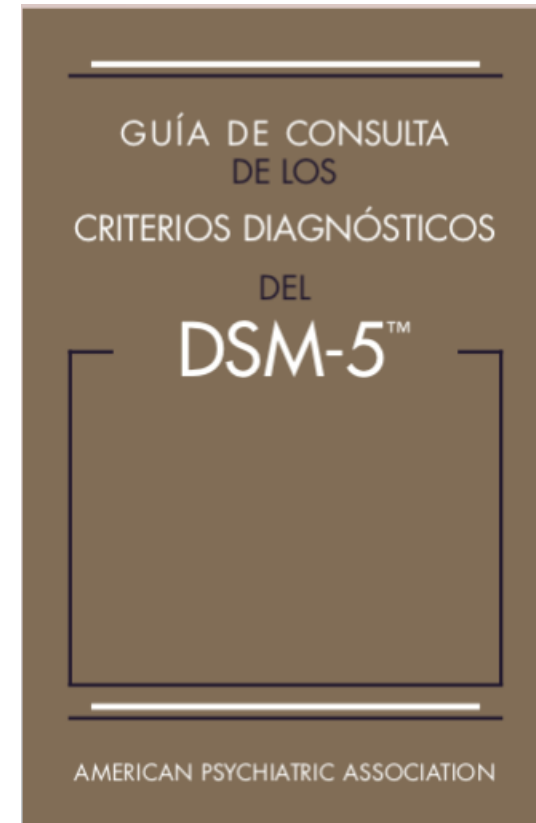 GUÍA DE CONSULTA
DE LOS
CRITERIOS DIAGNÓSTICOS
DEL
DSM-5™
AMERICAN PSYCHIATRIC ASSOCIATION